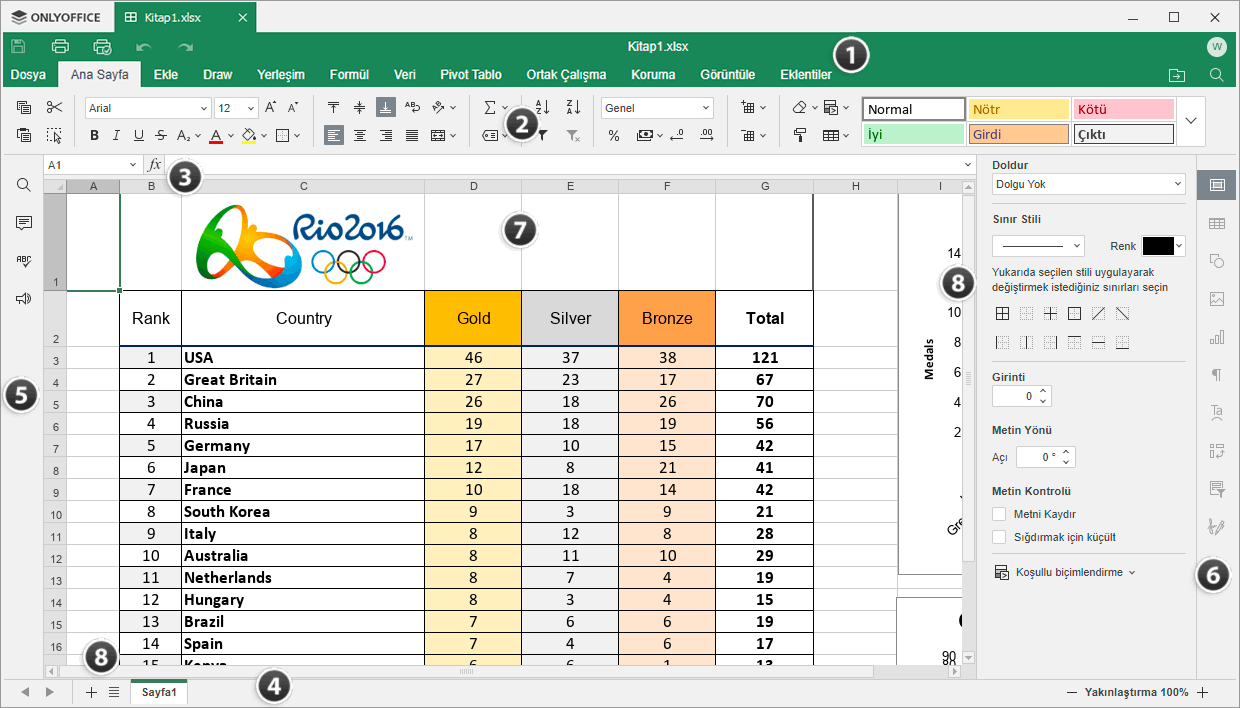 ONLYOFFICE Kitap1.xlsx
Kitap1.xlsx W
1
Dosya Ana Sayfa Ekle Draw Yerleşim Formül Veri Pivot Tablo Ortak Çalışma Koruma Görüntüle Eklentiler
Arial 12 Genel Normal Nötr Kötü
İyi Girdi Çıktı
2
A1 fx
3
A B C D E F G H I
Rio2016™
7
1
Rank Country Gold Silver Bronze Total
2
3 1 USA 46 37 38 121
4 2 Great Britain 27 23 17 67
5 3 China 26 18 26 70
6 4 Russia 19 18 19 56
7 5 Germany 17 10 15 42
8 6 Japan 12 8 21 41
9 7 France 10 18 14 42
10 8 South Korea 9 3 9 21
11 9 Italy 8 12 8 28
12 10 Australia 8 11 10 29
13 11 Netherlands 8 7 4 19
14 12 Hungary 8 3 4 15
15 13 Brazil 7 6 6 19
16 14 Spain 7 4 6 17
15 Kenya 6 6 1 13
14
10
8
6
4
2
Medals
90
80
8
Doldur
Dolgu Yok
Sınır Stili
Renk
Yukarıda seçilen stili uygulayarak
değiştirmek istediğiniz sınırları seçin
Girinti
0
Metin Yönü
Açı 0 °
Metin Kontrolü
Metni Kaydır
Sığdırmak için küçült
Koşullu biçimlendirme
5
6
8
4
Sayfa1
Yakınlaştırma 100%